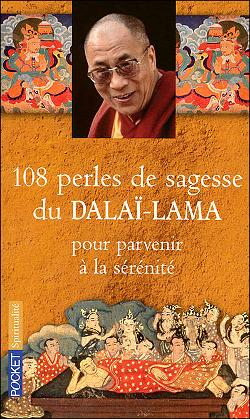 108 perles de sagesse
du DALAÏ-LAMA
pour parvenir
à la sérénité
POCKET Spiritualité